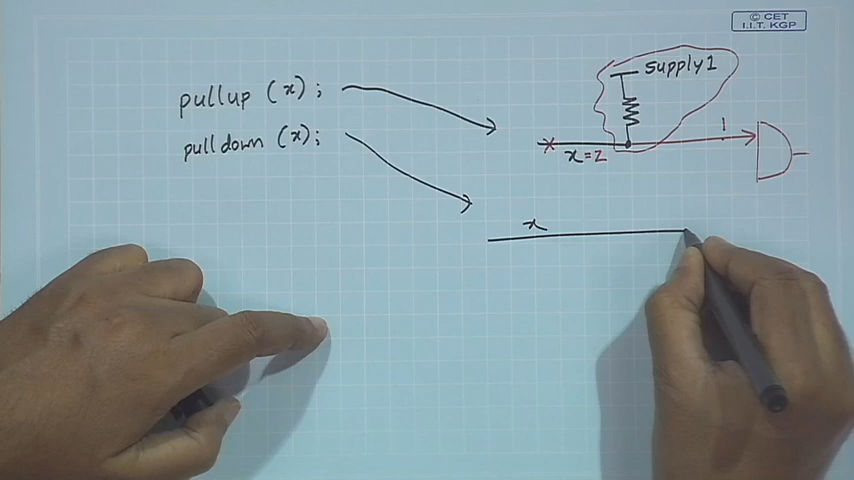 © CET
I.I.T. KGP
supply1
pullup (x);
1
pulldown (x);
x=z
x